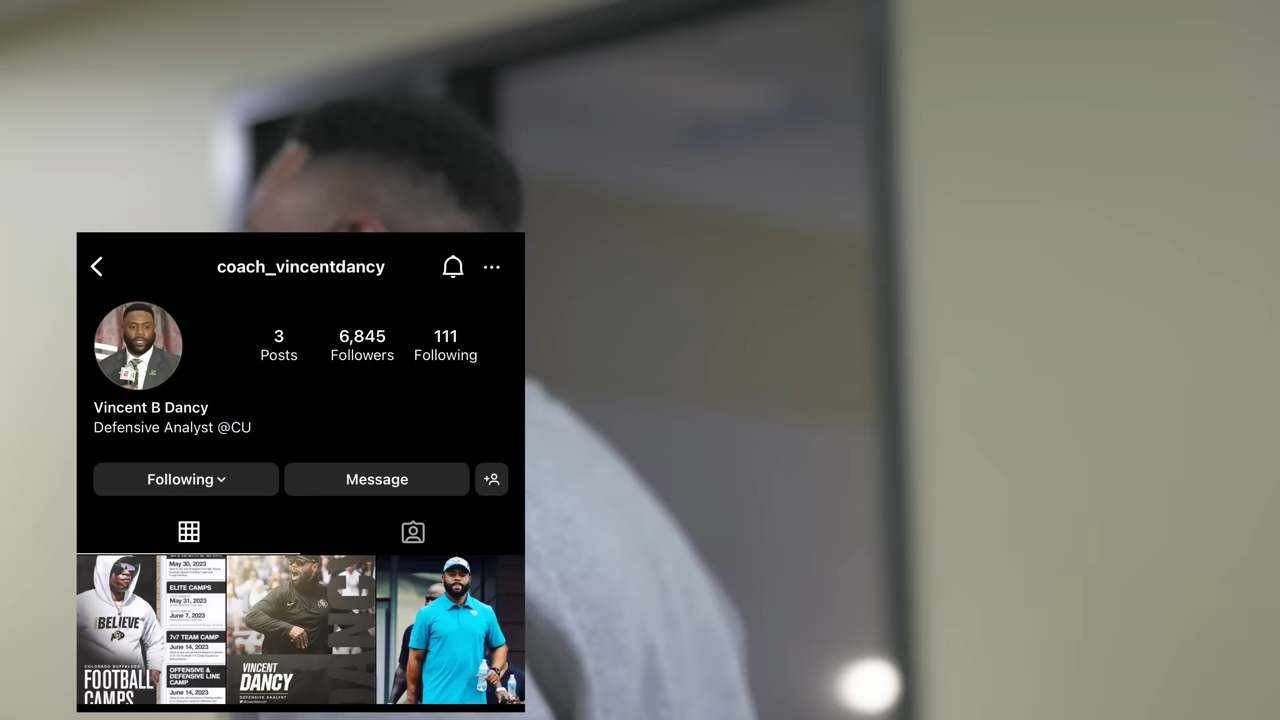 coach_vincentdancy
3 6,845 111
Posts Followers Following
Vincent B Dancy
Defensive Analyst @CU
Following Message
May 30, 2023
ELITE CAMPS
May 31, 2023
June 7, 2023
7v7 TEAM CAMP
June 14, 2023
OFFENSIVE &
DEFENSIVE LINE
CAMP
June 14, 2023
BELIEVE
COLORADO BUFFALOES
FOOTBALL
CAMPS
VINCENT
DANCY
DEFENSIVE ANALYST